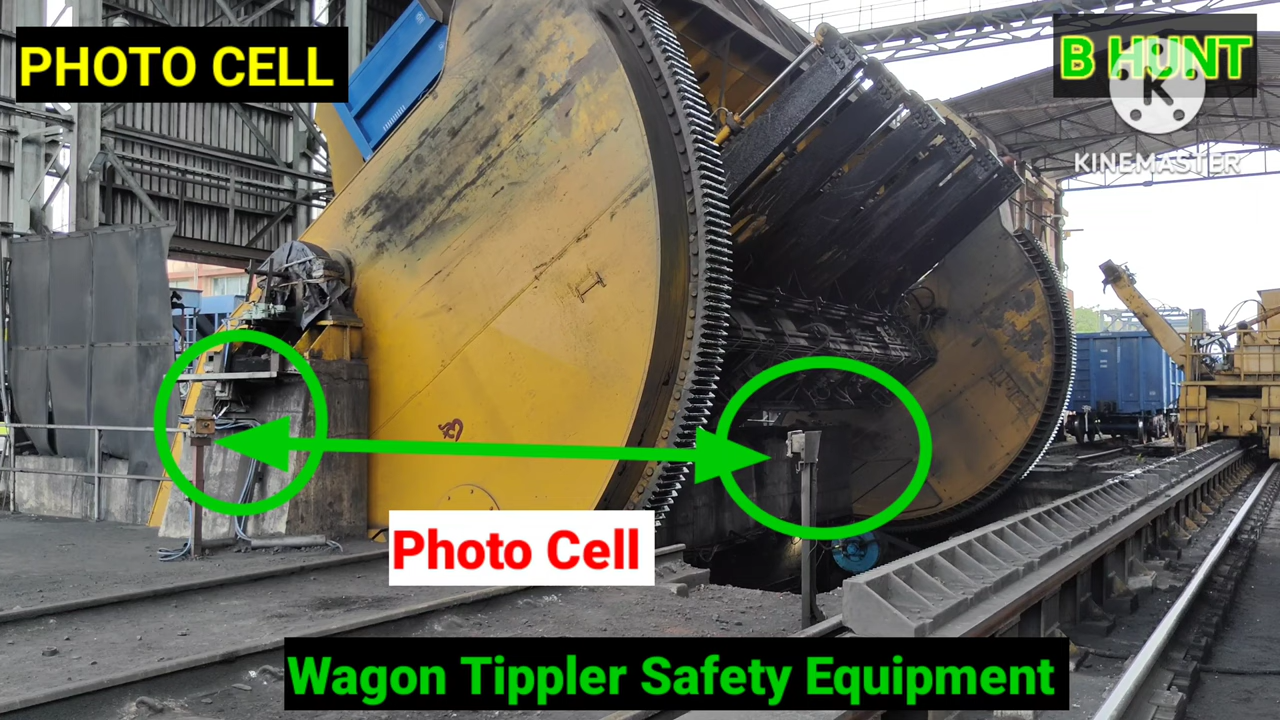 PHOTO CELL
B HUNT
K
KINEMASTER
Photo Cell
Wagon Tippler Safety Equipment